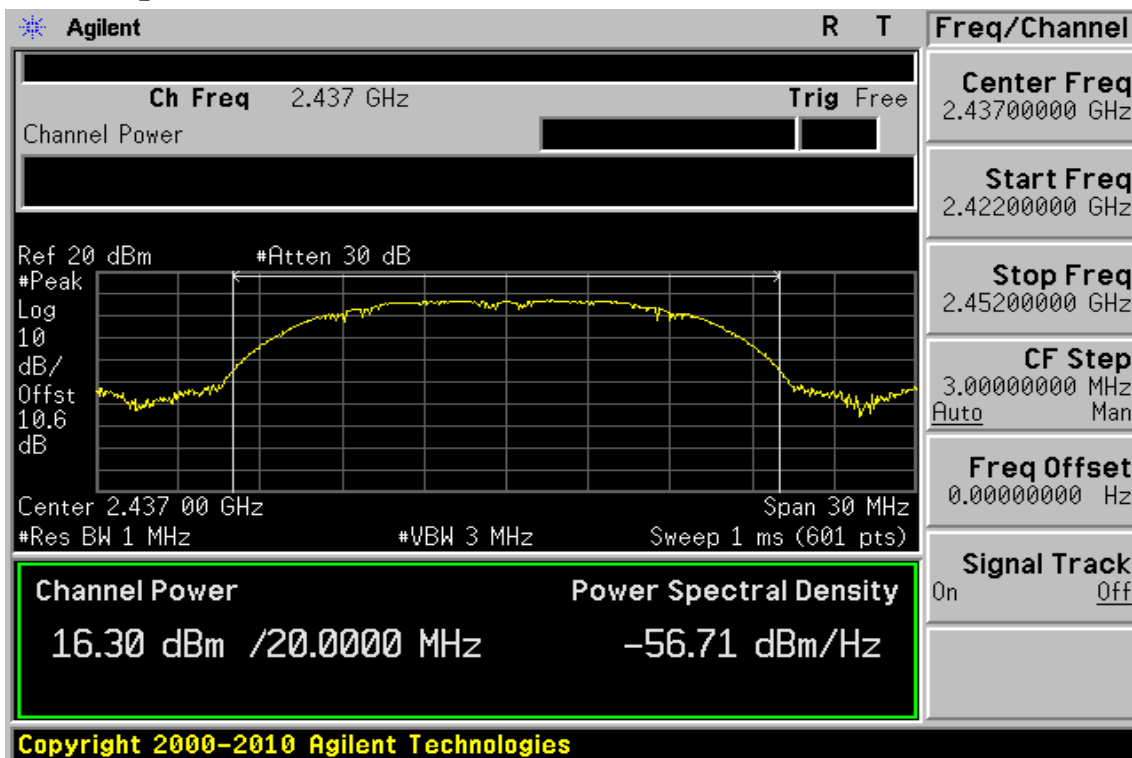 Agilent R T Freq/Channel
Ch Freq 2.437 GHz Trig Free
Channel Power
Center Freq
2.43700000 GHz
Start Freq
2.42200000 GHz
Stop Freq
2.45200000 GHz
CF Step
3.00000000 MHz
Auto Man
Freq Offset
0.00000000 Hz
Signal Track
On Off
Ref 20 dBm #Atten 30 dB
#Peak
Log
10
dB/
Offst
10.6
dB
Center 2.437 00 GHz Span 30 MHz
#Res BW 1 MHz #VBW 3 MHz Sweep 1 ms (601 pts)
Channel Power Power Spectral Density
16.30 dBm /20.0000 MHz -56.71 dBm/Hz
Copyright 2000-2010 Agilent Technologies